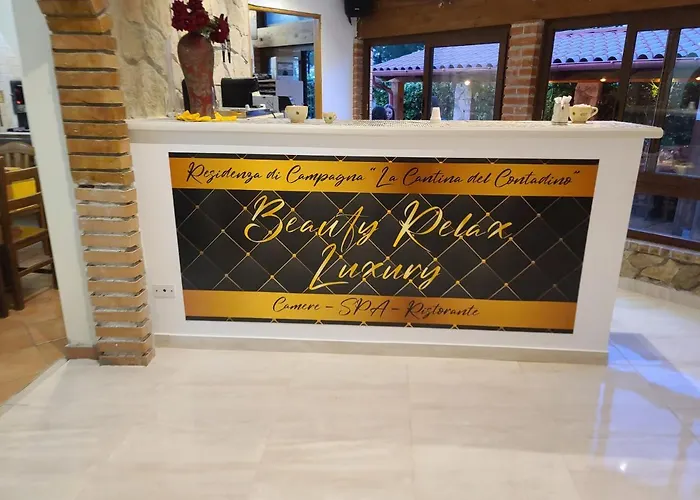 Residenza di Campagna "La Cantina del Contadino"
Beauty Relax
Luxury
Camere - SPA - Ristorante